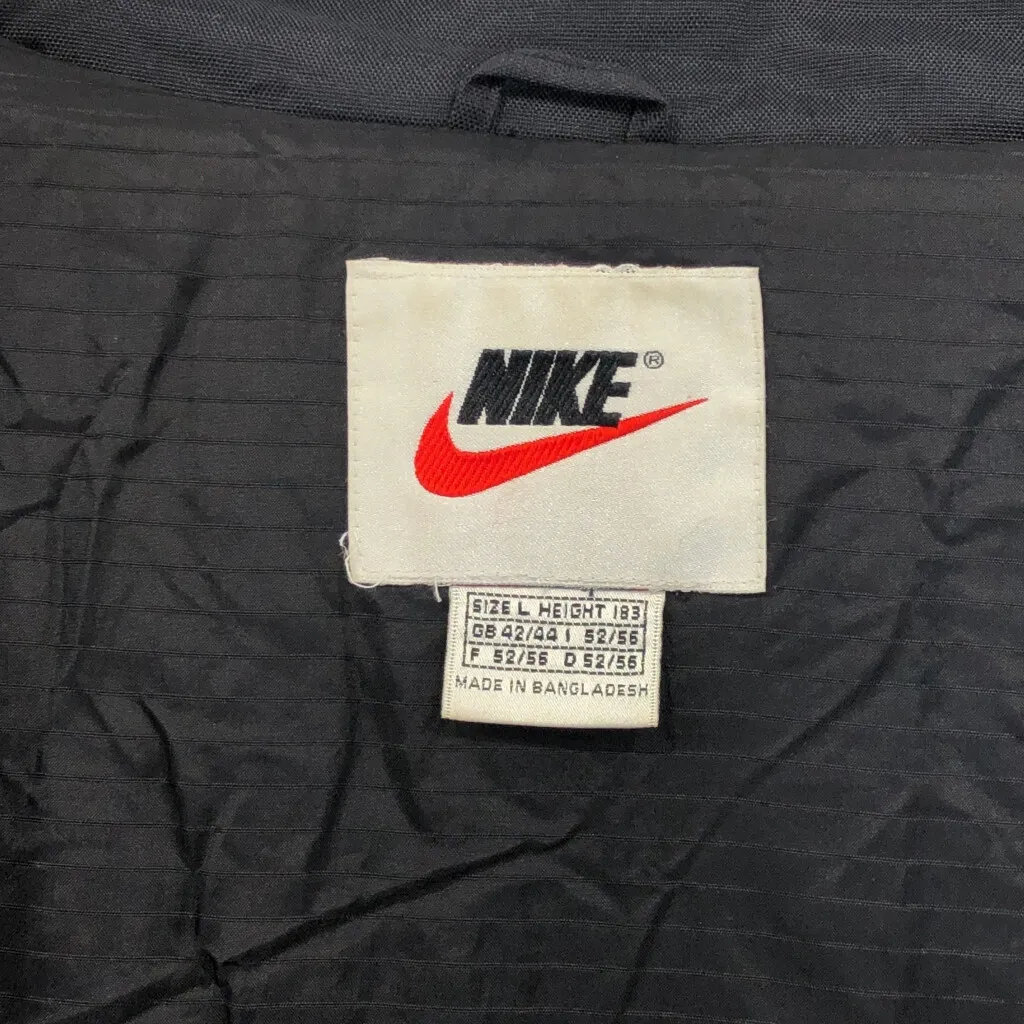 NIKE®
SIZE L HEIGHT 183
GB 42/44 I 52/56
F 52/56 D 52/56
MADE IN BANGLADESH